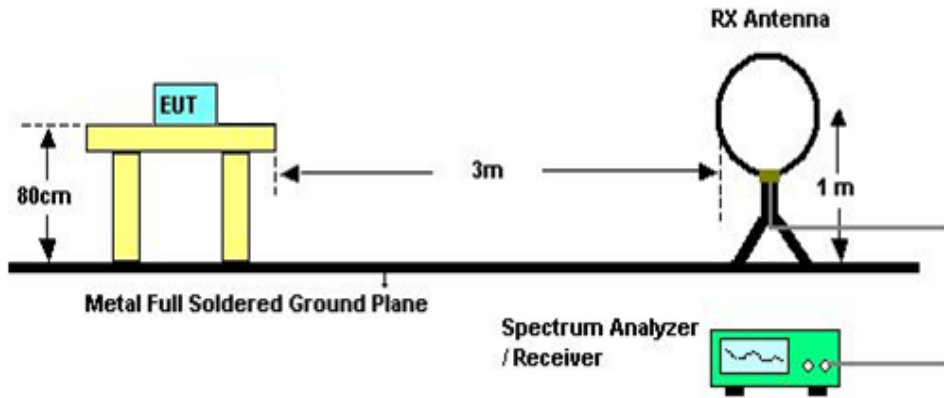 RX Antenna
EUT
80cm
3m
1 m
Metal Full Soldered Ground Plane
Spectrum Analyzer
/ Receiver